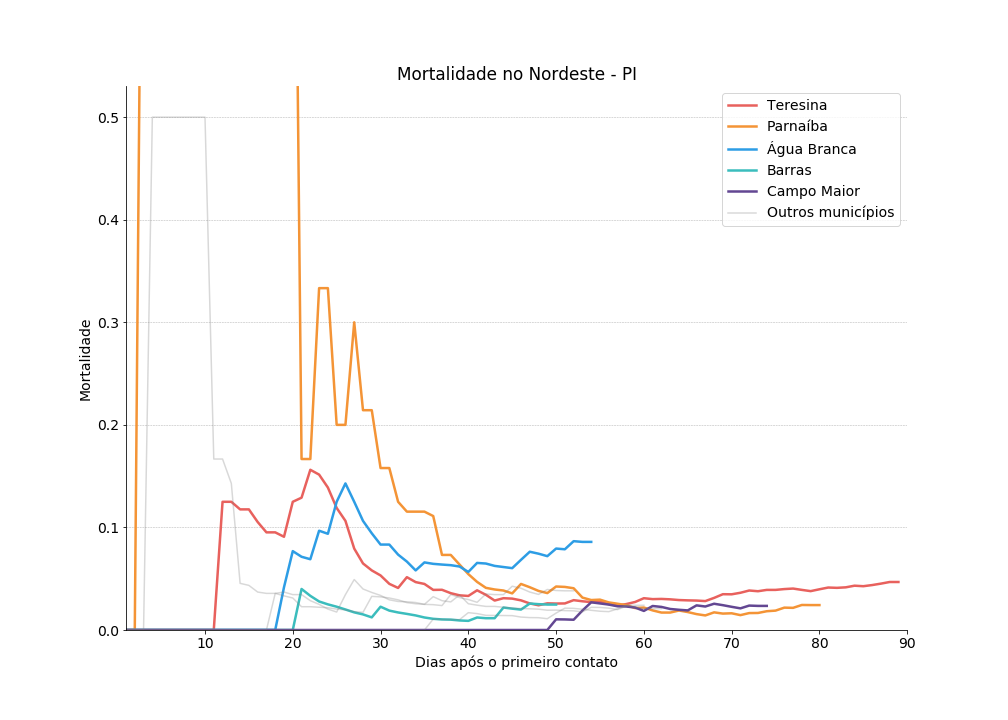 Mortalidade no Nordeste - PI
Teresina
Parnaíba
Água Branca
Barras
Campo Maior
Outros municípios
Mortalidade
0.5
0.4
0.3
0.2
0.1
0.0
10 20 30 40 50 60 70 80 90
Dias após o primeiro contato